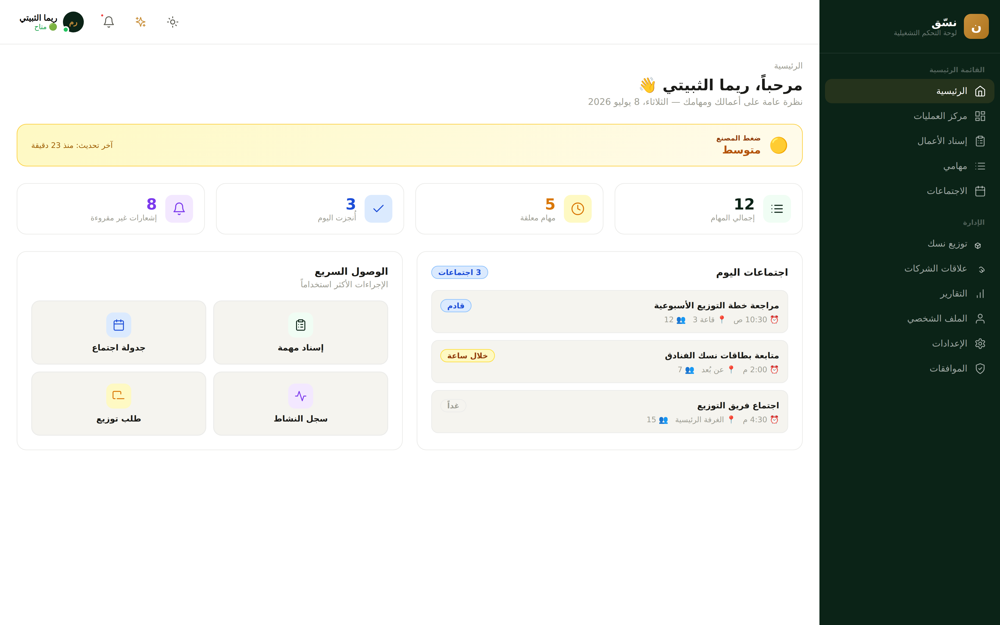 ن
نسّق
لوحة التحكم التشغيلية
القائمة الرئيسية
الرئيسية
مركز العمليات
إسناد الأعمال
مهامي
الاجتماعات
الإدارة
توزيع نسك
علاقات الشركات
التقارير
الملف الشخصي
الإعدادات
الموافقات
رم
ريما الثبيتي
🟢 متاح
الرئيسية
مرحباً، ريما الثبيتي 👋
نظرة عامة على أعمالك ومهامك — الثلاثاء، 8 يوليو 2026
🟡
ضغط المصنع
متوسط
آخر تحديث: منذ 23 دقيقة
12
إجمالي المهام
5
مهام معلقة
3
أُنجزت اليوم
8
إشعارات غير مقروءة
اجتماعات اليوم
3 اجتماعات
مراجعة خطة التوزيع الأسبوعية
قادم
⏰ 10:30 ص 📍 قاعة 3 👥 12
متابعة بطاقات نسك الفنادق
خلال ساعة
⏰ 2:00 م 📍 عن بُعد 👥 7
اجتماع فريق التوزيع
غداً
⏰ 4:30 م 📍 الغرفة الرئيسية 👥 15
الوصول السريع
الإجراءات الأكثر استخداماً
إسناد مهمة
جدولة اجتماع
سجل النشاط
طلب توزيع